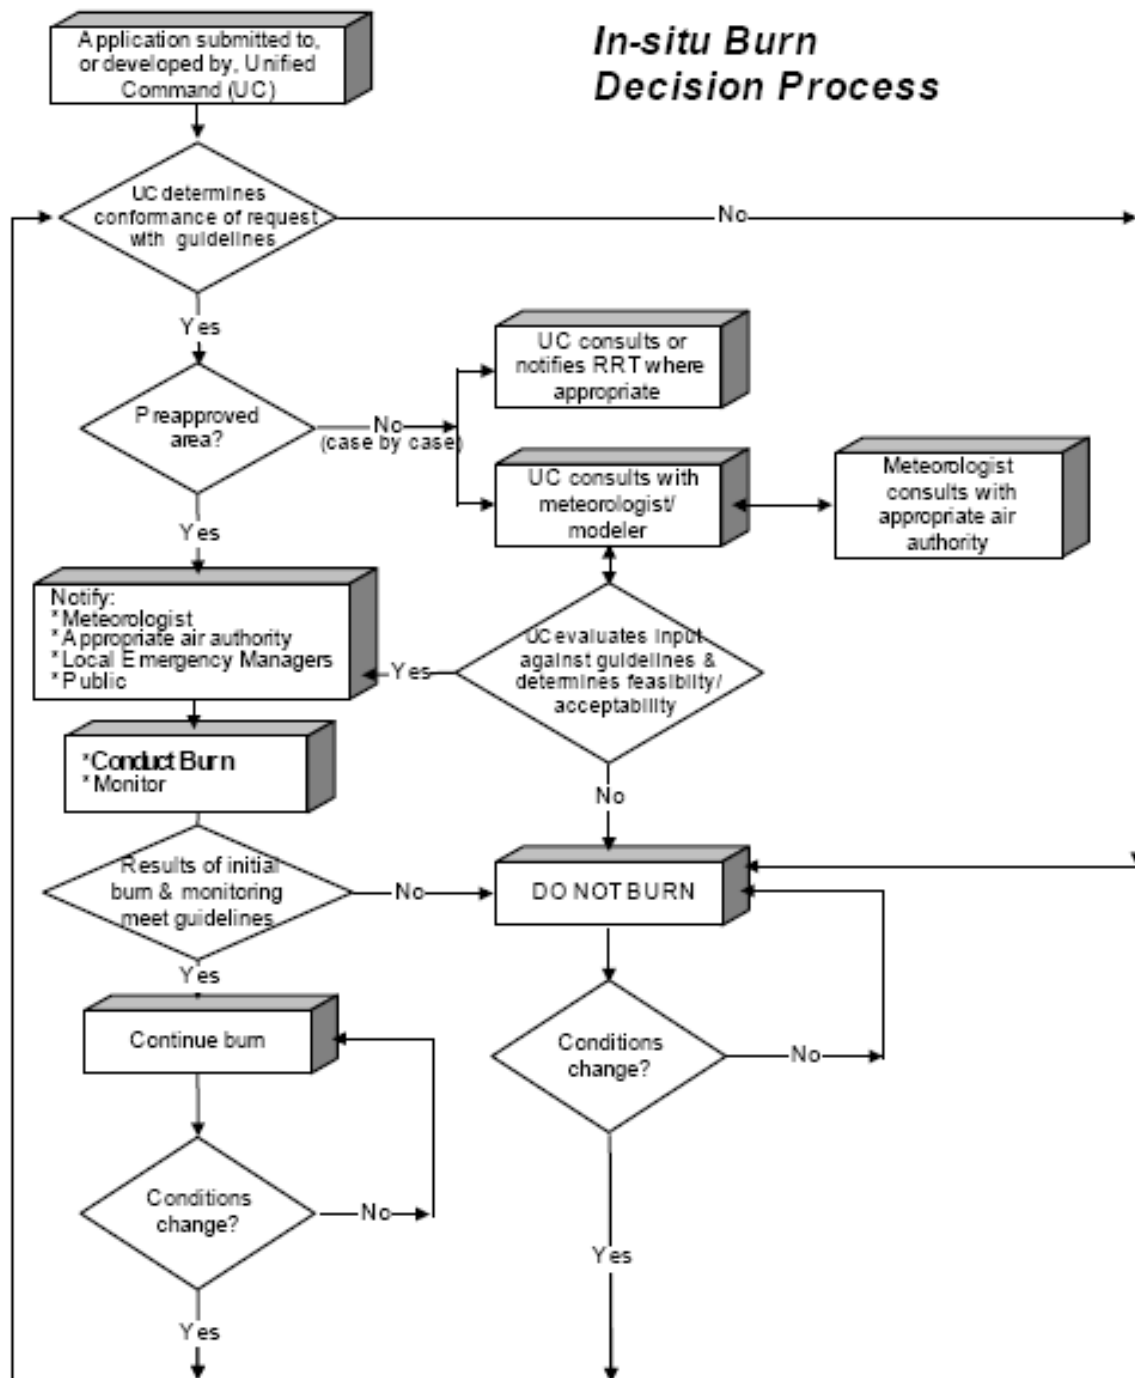 In-situ Burn
Decision Process
Application submitted to,
or developed by, Unified
Command (UC)
UC determines
conformance of request
with guidelines
No
Yes
UC consults or
notifies RRT where
appropriate
Preapproved
area?
No
(case by case)
UC consults with
meteorologist/
modeler
Meteorologist
consults with
appropriate air
authority
Yes
Notify:
*Meteorologist
*Appropriate air authority
*Local Emergency Managers
*Public
Yes
UC evaluates input
against guidelines &
determines feasibilty/
acceptability
*Conduct Burn
*Monitor
No
Results of initial
burn & monitoring
meet guidelines
No
DO NOT BURN
Yes
Continue burn
Conditions
change?
No
Conditions
change?
No
Yes
Yes